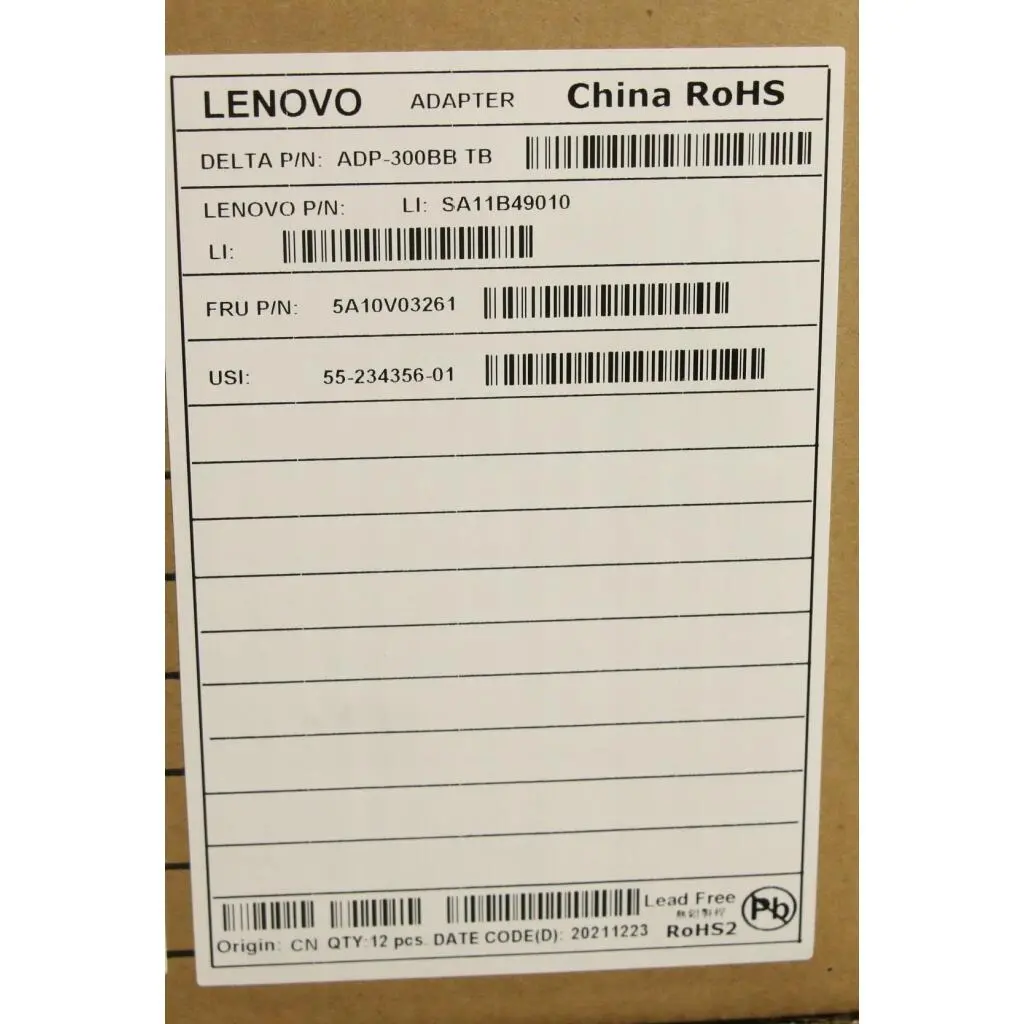 LENOVO ADAPTER China RoHS
DELTA P/N: ADP-300BB TB
LENOVO P/N: LI: SA11B49010
LI:
FRU P/N: 5A10V03261
USI: 55-234356-01
Lead Free
Pb
RoHS2
Origin: CN QTY:12 pcs. DATE CODE(D): 20211223